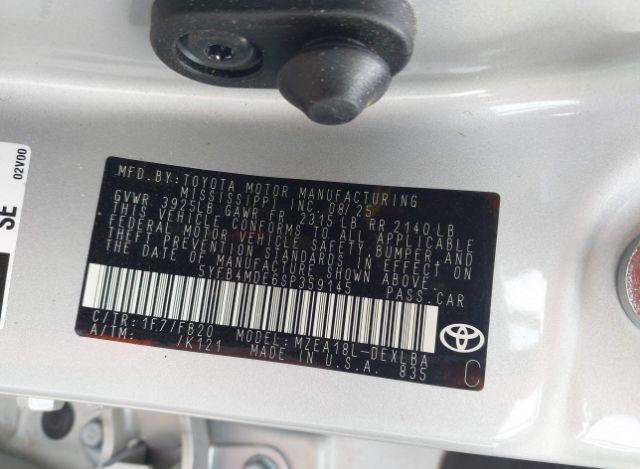 02V00
SE
MFD.BY:TOYOTA MOTOR MANUFACTURING
MISSISSIPPI INC. 08/25
GVWR 3925LB GAWR FR 2315 LB RR 2140 LB
THIS VEHICLE CONFORMS TO ALL APPLICABLE
FEDERAL MOTOR VEHICLE SAFETY,BUMPER,AND
THEFT PREVENTION STANDARDS IN EFFECT ON
THE DATE OF MANUFACTURE SHOWN ABOVE.
5YFB4MDE6SP359145 PASS.CAR
C/TR:1F7/FB20 MODEL:MZEA18L-DEXLBA
A/TM: /K121 MADE IN U.S.A. 835
TOYOTA
C